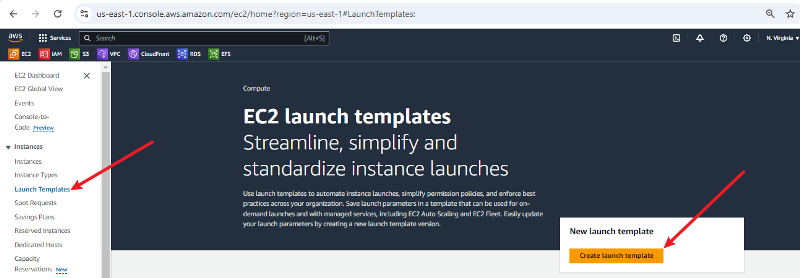 us-east-1.console.aws.amazon.com/ec2/home?region=us-east-1#LaunchTemplates:
aws Services Search [Alt+S] N. Virginia
EC2 IAM S3 VPC CloudFront RDS EFS
EC2 Dashboard
EC2 Global View
Events
Console-to-
Code Preview
Instances
Instances
Instance Types
Launch Templates
Spot Requests
Savings Plans
Reserved Instances
Dedicated Hosts
Capacity
Reservations New
Compute
EC2 launch templates
Streamline, simplify and
standardize instance launches
Use launch templates to automate instance launches, simplify permission policies, and enforce best
practices across your organization. Save launch parameters in a template that can be used for on-
demand launches and with managed services, including EC2 Auto Scaling and EC2 Fleet. Easily update
your launch parameters by creating a new launch template version.
New launch template
Create launch template